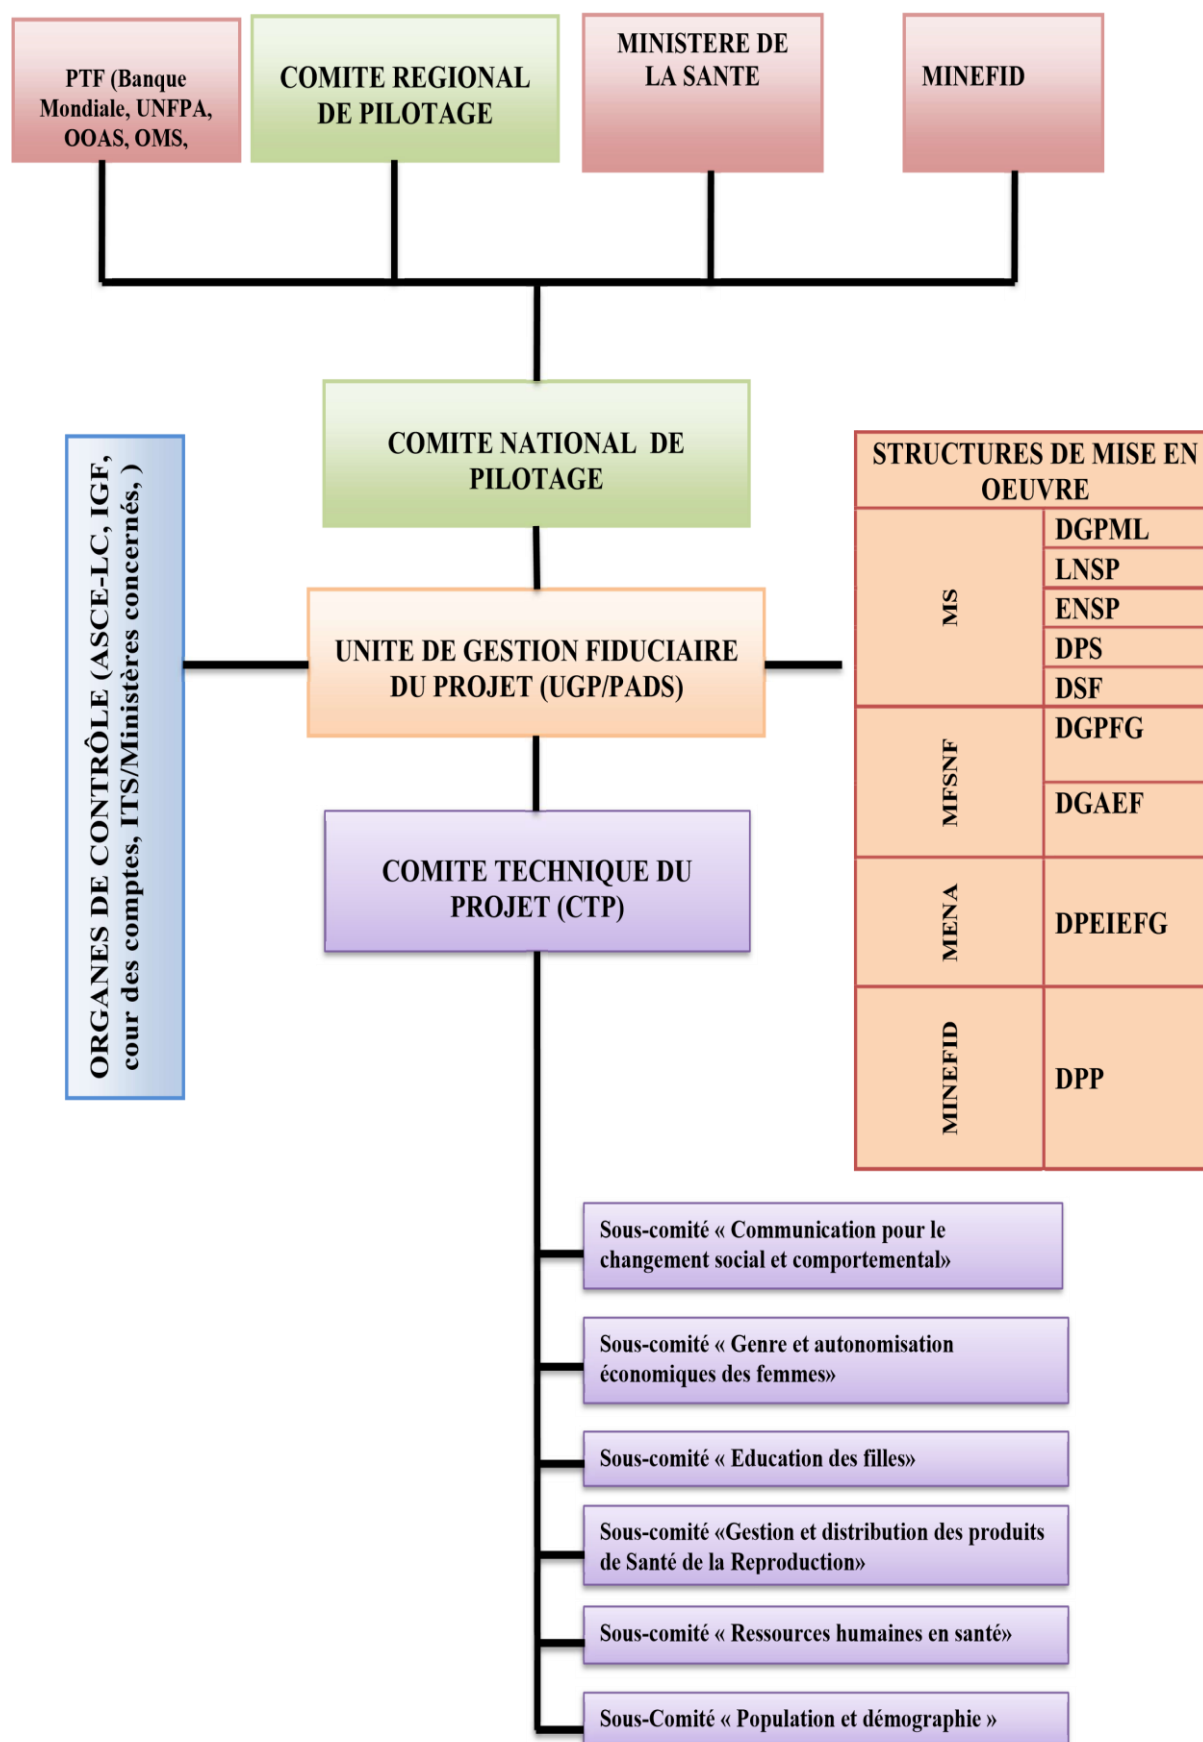 PTF (Banque
Mondiale, UNFPA,
OOAS, OMS,
COMITE REGIONAL
DE PILOTAGE
MINISTERE DE
LA SANTE
MINEFID
COMITE NATIONAL DE
PILOTAGE
ORGANES DE CONTRÔLE (ASCE-LC, IGF,
cour des comptes, ITS/Ministères concernés, )
UNITE DE GESTION FIDUCIAIRE
DU PROJET (UGP/PADS)
STRUCTURES DE MISE EN
OEUVRE
MS
DGPML
LNSP
ENSP
DPS
DSF
MFSNF
DGPFG
DGAEF
MENA
DPEIEFG
MINEFID
DPP
COMITE TECHNIQUE DU
PROJET (CTP)
Sous-comité « Communication pour le
changement social et comportemental»
Sous-comité « Genre et autonomisation
économiques des femmes»
Sous-comité « Education des filles»
Sous-comité «Gestion et distribution des produits
de Santé de la Reproduction»
Sous-comité « Ressources humaines en santé»
Sous-Comité « Population et démographie »